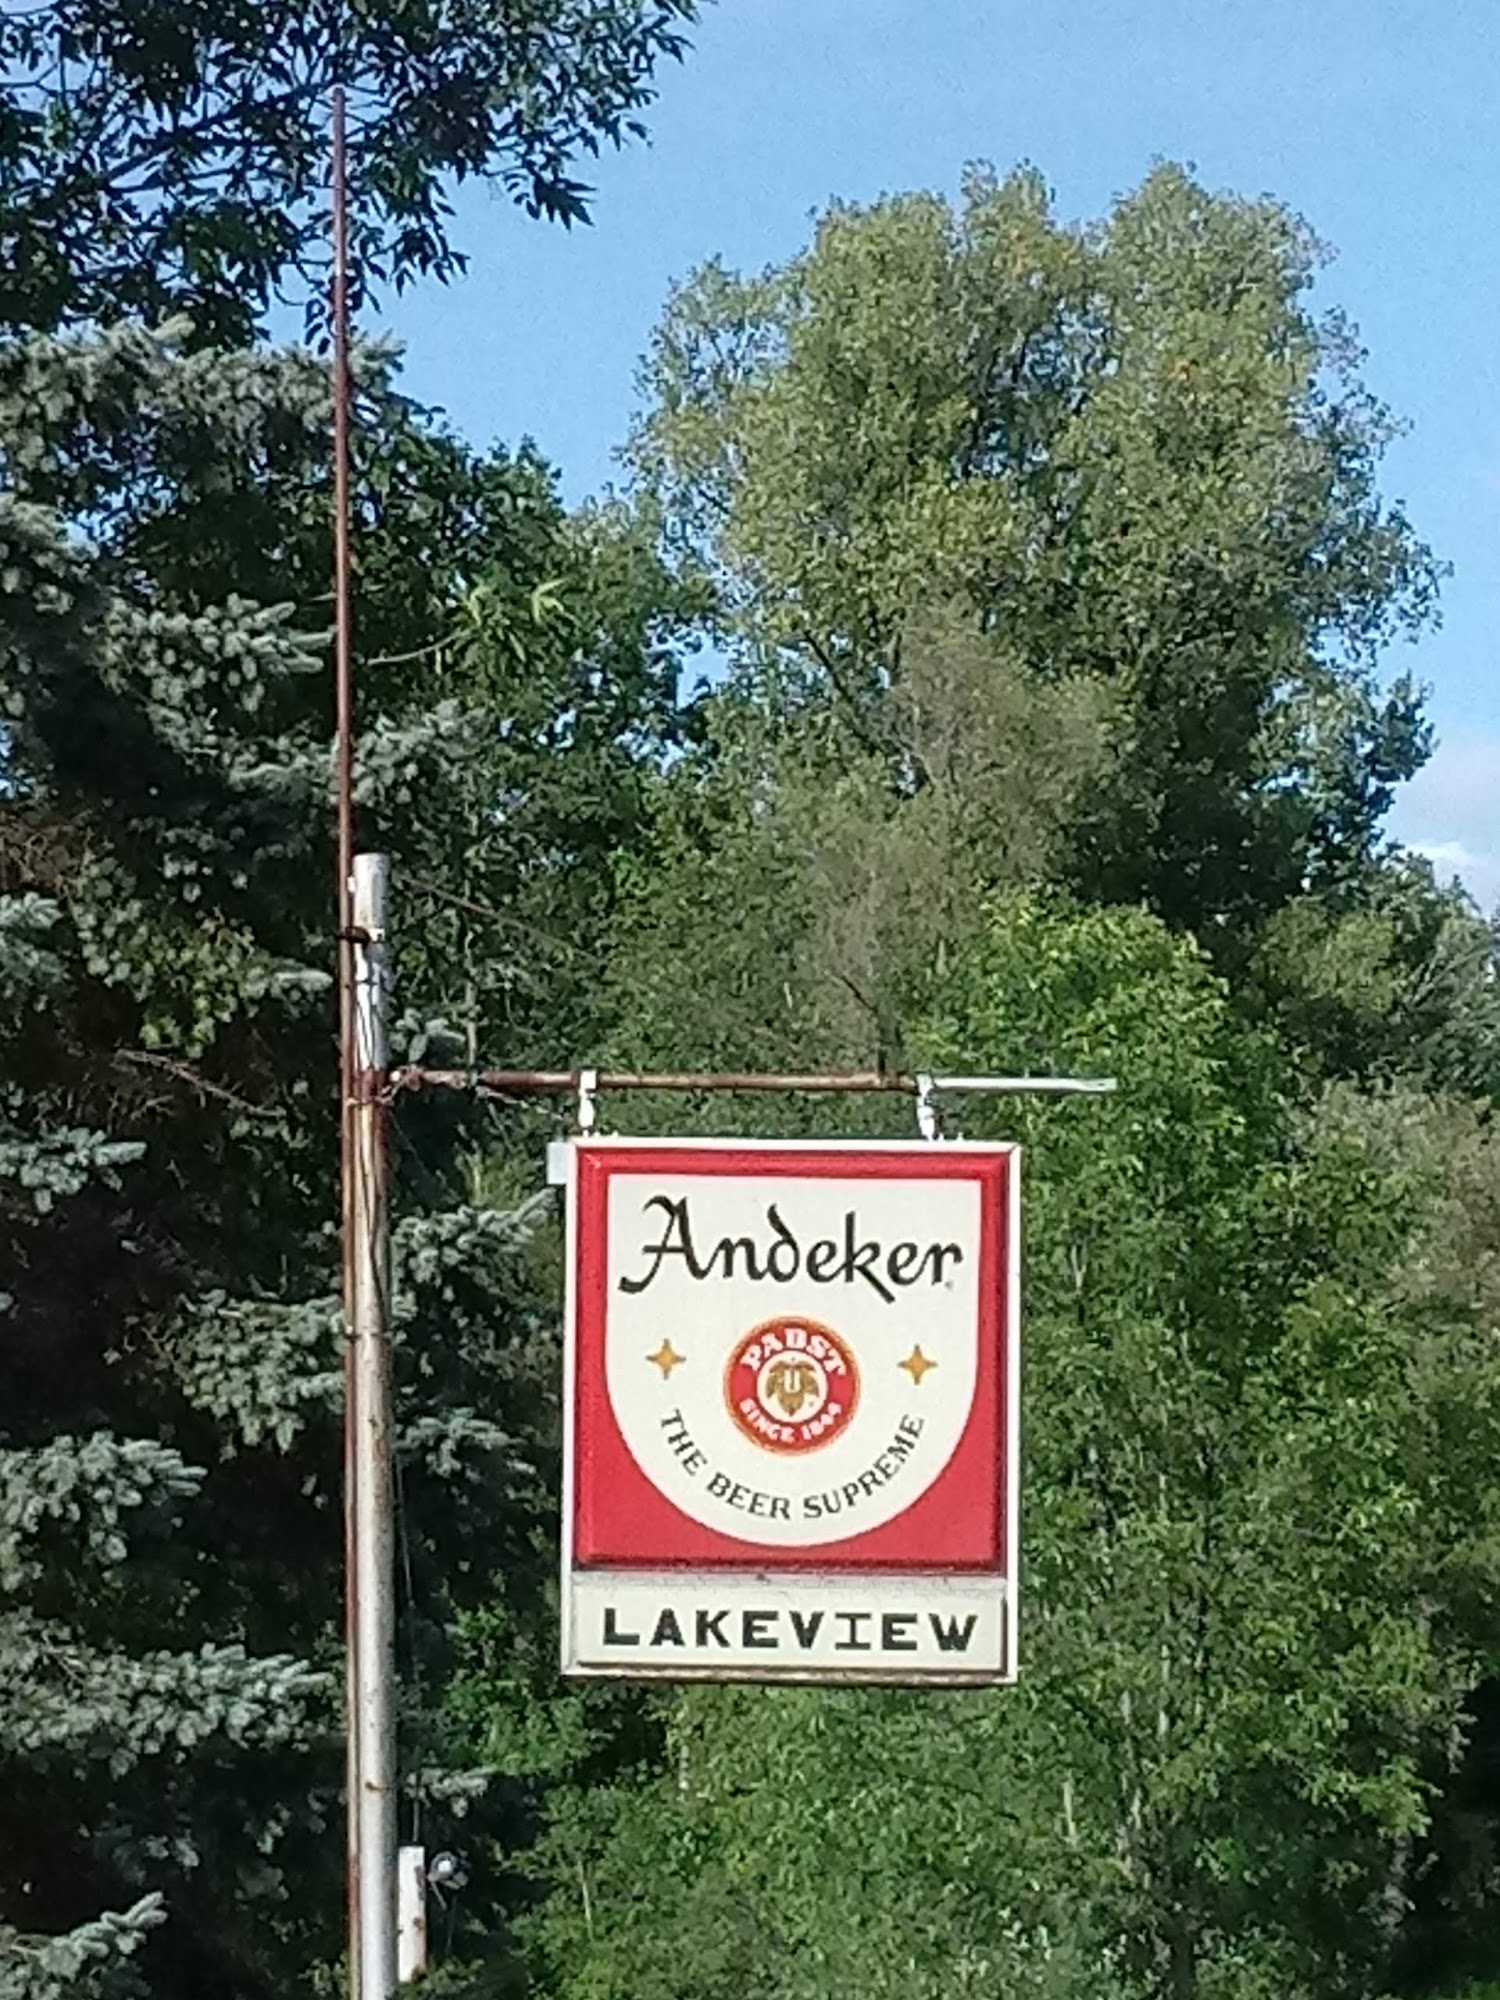 Andeker
PABST
SINCE 1844
THE BEER SUPREME
LAKEVIEW